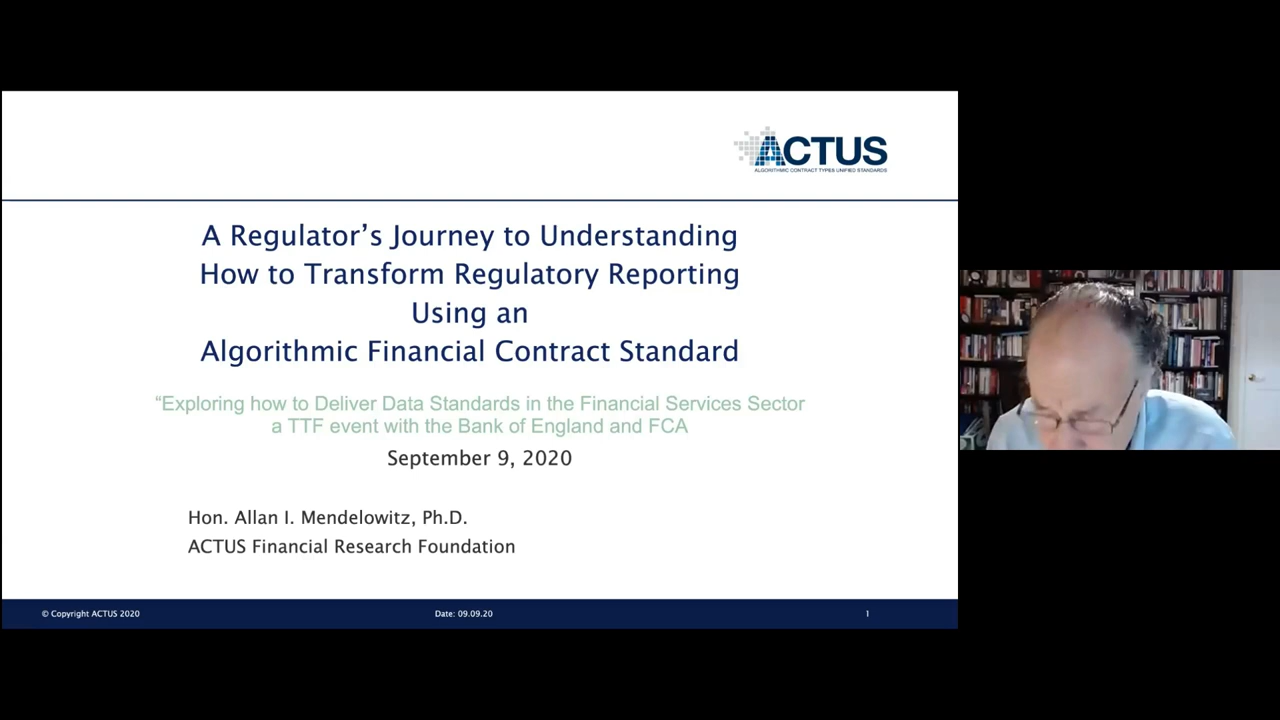 ACTUS
ALGORITHMIC CONTRACT TYPES UNIFIED STANDARDS
A Regulator’s Journey to Understanding
How to Transform Regulatory Reporting
Using an
Algorithmic Financial Contract Standard
“Exploring how to Deliver Data Standards in the Financial Services Sector
a TTF event with the Bank of England and FCA
September 9, 2020
Hon. Allan I. Mendelowitz, Ph.D.
ACTUS Financial Research Foundation
© Copyright ACTUS 2020
Date: 09.09.20
1